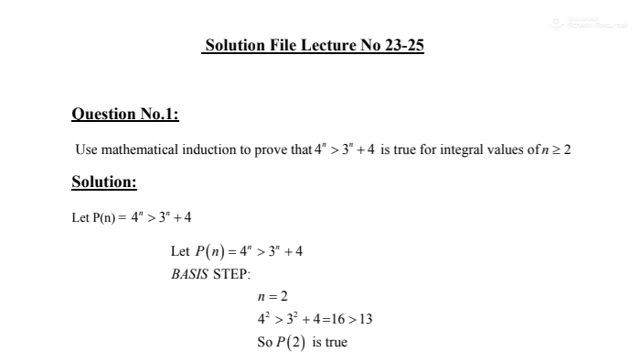 Solution File Lecture No 23-25
Question No.1:
Use mathematical induction to prove that 4ⁿ > 3ⁿ + 4 is true for integral values of n ≥ 2
Solution:
Let P(n) = 4ⁿ > 3ⁿ + 4
Let P(n) = 4ⁿ > 3ⁿ + 4
BASIS STEP:
n = 2
4² > 3² + 4 = 16 > 13
So P(2) is true